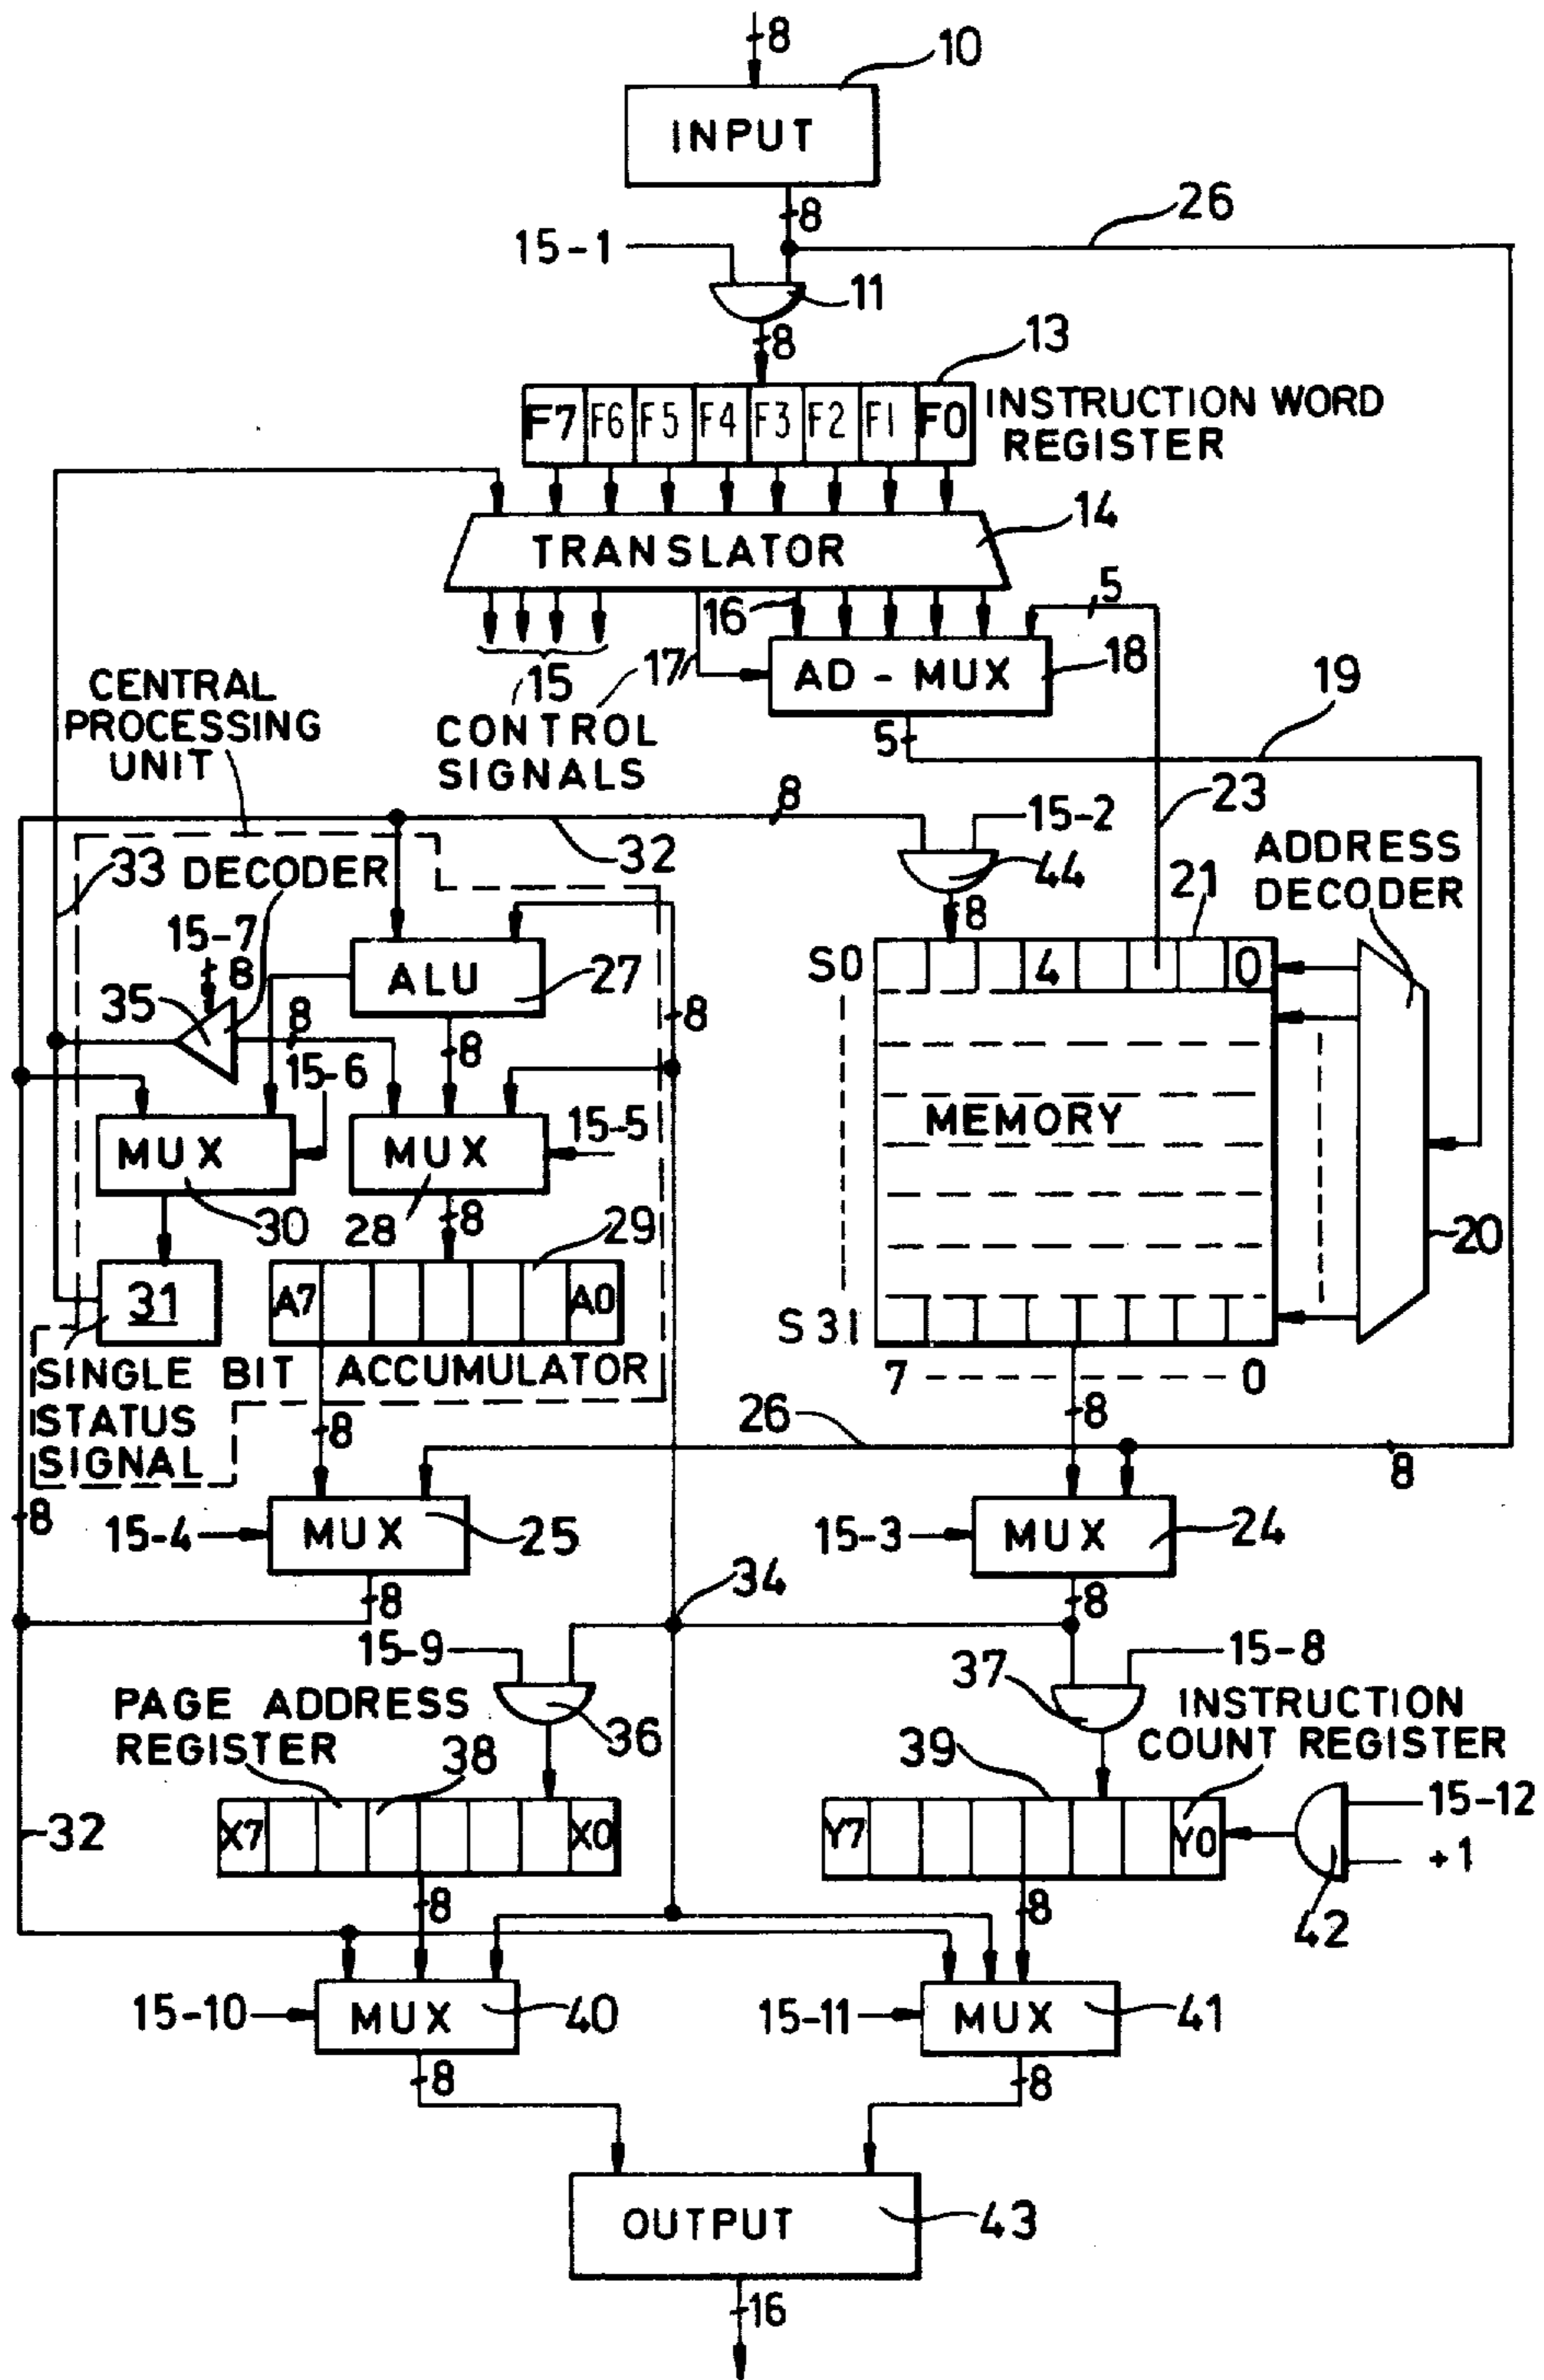 8
10
INPUT
8
26
15-1
11
8
13
F7 F6 F5 F4 F3 F2 F1 F0
INSTRUCTION WORD
REGISTER
14
TRANSLATOR
16
5
15
17
AD - MUX
18
19
CENTRAL
PROCESSING
UNIT
CONTROL
SIGNALS
5
8
32
15-2
23
33
DECODER
44
21
ADDRESS
DECODER
15-7
8
8
S0
4
0
ALU
27
35
8
8
8
15-6
MEMORY
MUX
MUX
15-5
30
28
8
29
20
31
A7
A0
S31
SINGLE BIT
STATUS
SIGNAL
ACCUMULATOR
7
0
8
26
8
8
8
15-4
MUX
25
15-3
MUX
24
8
34
8
15-9
15-8
37
PAGE ADDRESS
REGISTER
36
INSTRUCTION
COUNT REGISTER
38
39
X7
X0
Y7
Y0
15-12
+1
32
8
8
42
15-10
MUX
40
15-11
MUX
41
8
8
OUTPUT
43
16